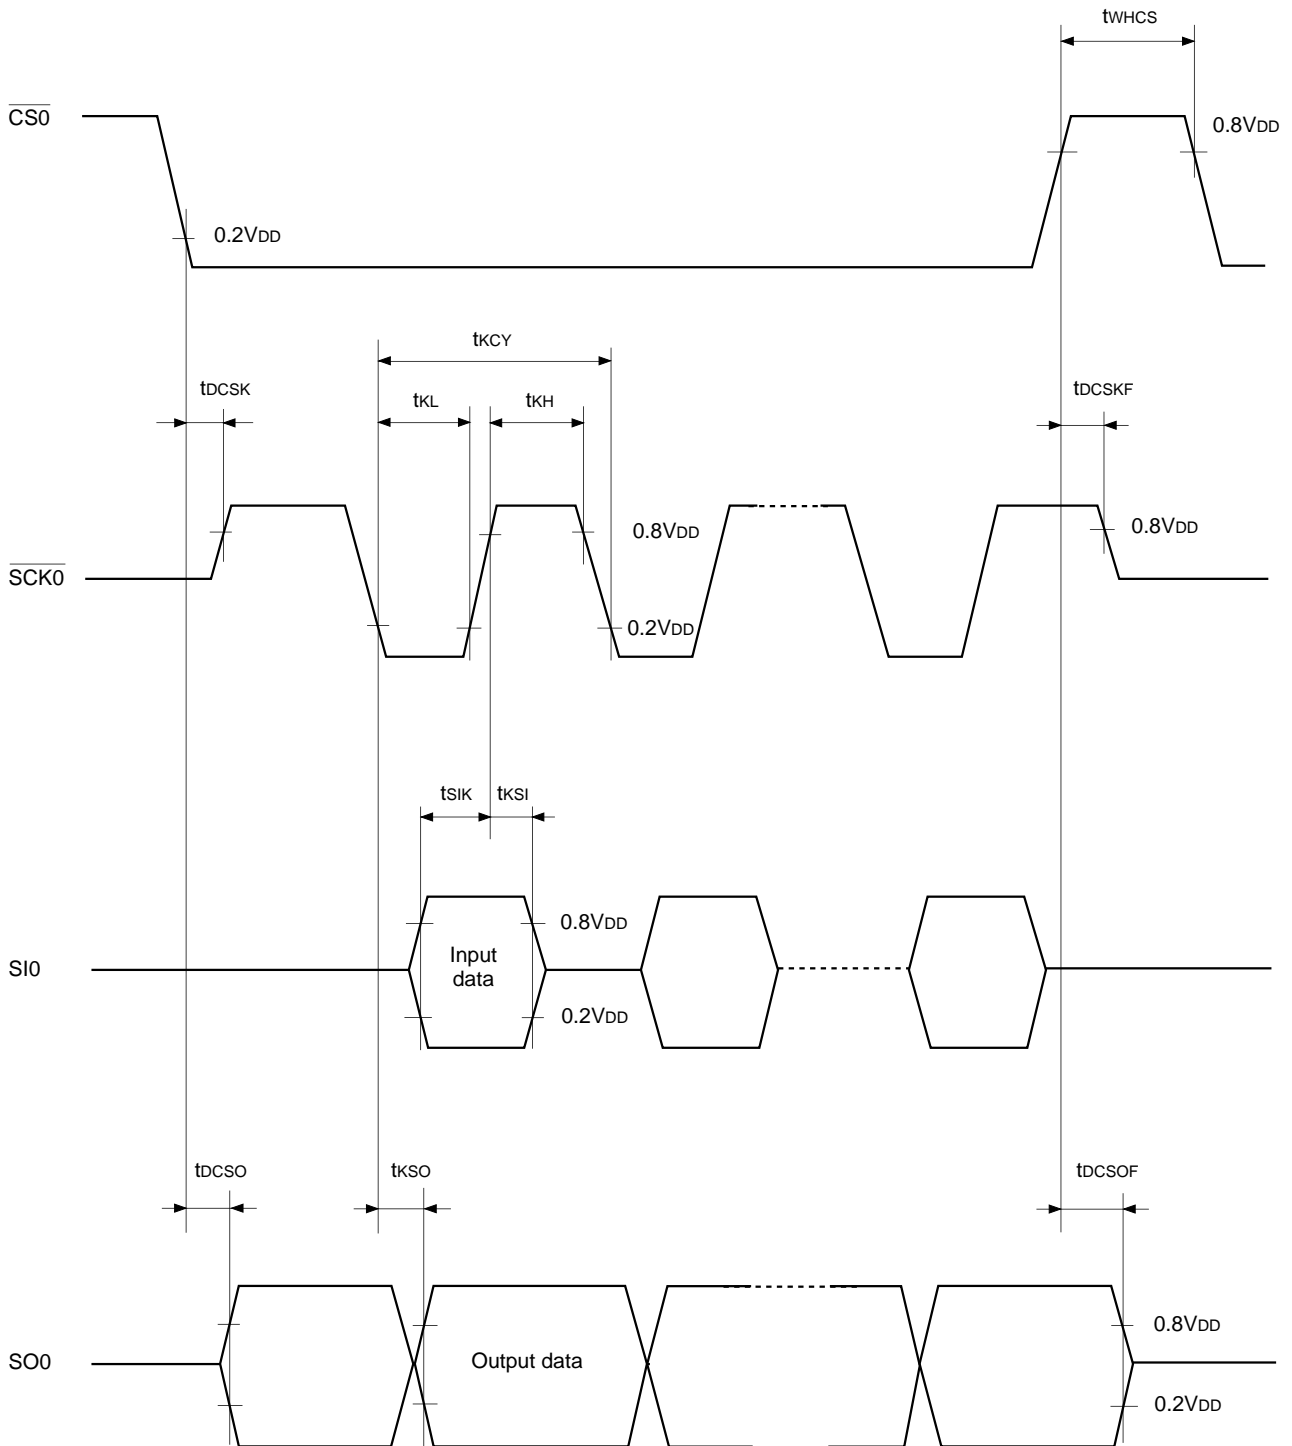 tWHCS
CS0
0.8VDD
0.2VDD
tKCY
tDCSK
tKL
tKH
tDCSKF
0.8VDD
0.8VDD
SCK0
0.2VDD
tSIK
tKSI
0.8VDD
Input
data
SI0
0.2VDD
tDCSO
tKSO
tDCSOF
0.8VDD
SO0
Output data
0.2VDD